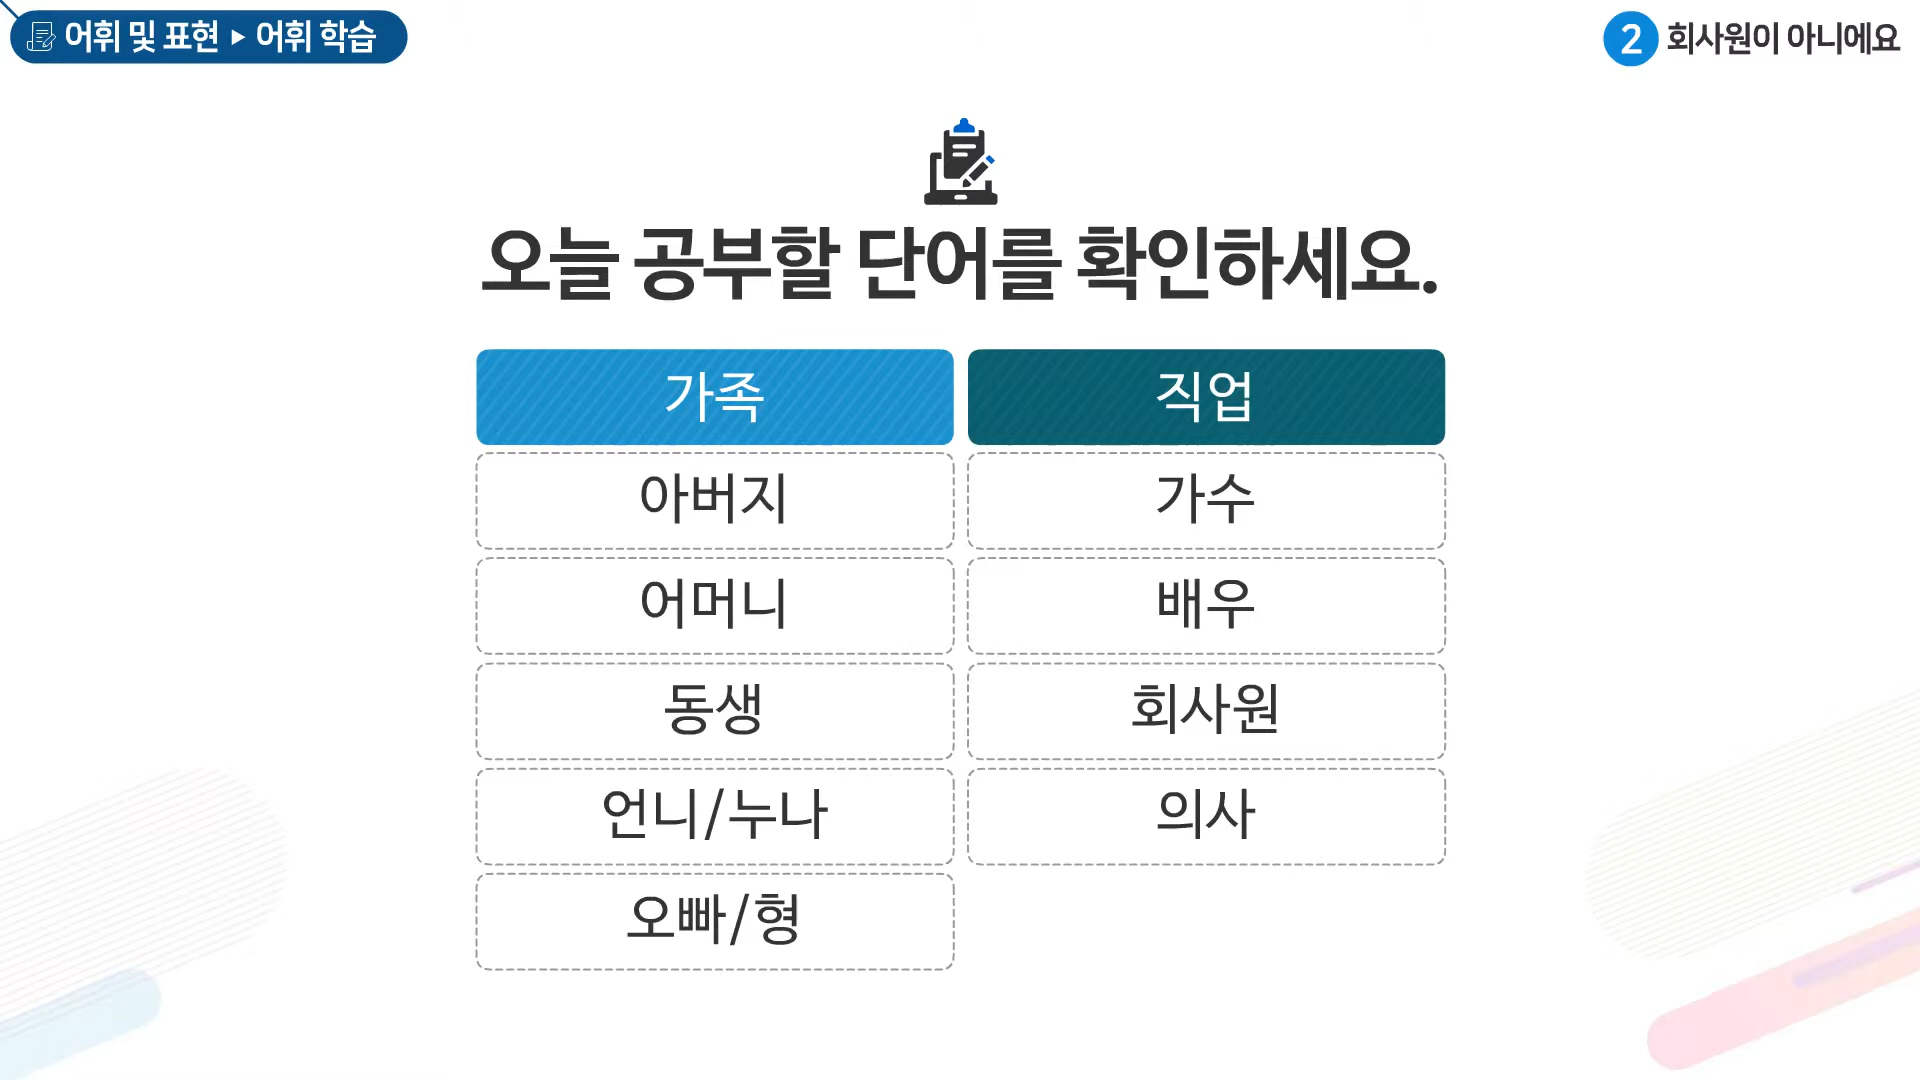 어휘 및 표현 ▶ 어휘 학습
2 회사원이 아니에요
오늘 공부할 단어를 확인하세요.
가족 직업
아버지 가수
어머니 배우
동생 회사원
언니/누나 의사
오빠/형